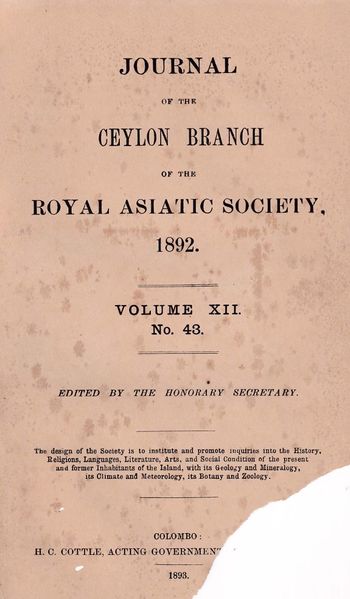 JOURNAL
OF THE
CEYLON BRANCH
OF THE
ROYAL ASIATIC SOCIETY,
1892.
VOLUME XII.
No. 43.
EDITED BY THE HONORARY SECRETARY.
The design of the Society is to institute and promote inquiries into the History,
Religions, Languages, Literature, Arts, and Social Condition of the present
and former Inhabitants of the Island, with its Geology and Mineralogy,
its Climate and Meteorology, its Botany and Zoology.
COLOMBO:
H. C. COTTLE, ACTING GOVERNMENT
1893.